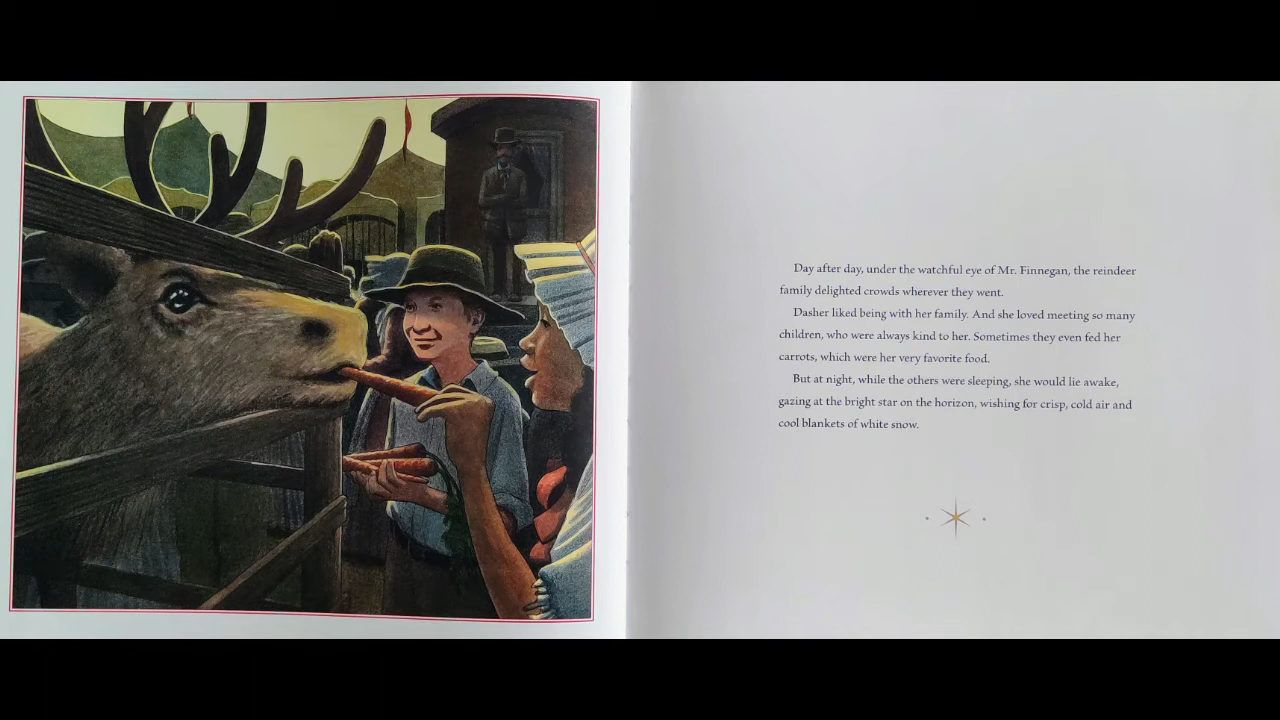 Day after day, under the watchful eye of Mr. Finnegan, the reindeer
family delighted crowds wherever they went.
Dasher liked being with her family. And she loved meeting so many
children, who were always kind to her. Sometimes they even fed her
carrots, which were her very favorite food.
But at night, while the others were sleeping, she would lie awake,
gazing at the bright star on the horizon, wishing for crisp, cold air and
cool blankets of white snow.